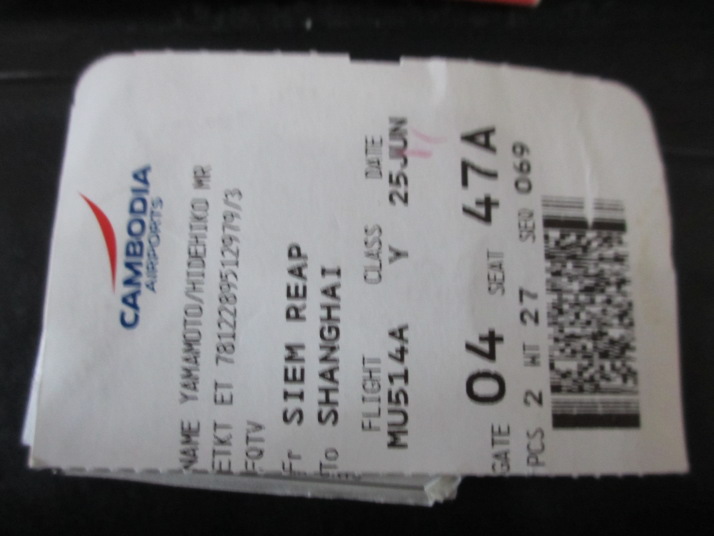 CAMBODIA
AIRPORTS
NAME YAMAMOTO/HIDEHIKO MR
ETKT ET 7812289512979/3
FQTV
Fr SIEM REAP
To SHANGHAI
FLIGHT CLASS DATE
MU514A Y 25JUN
GATE 04 SEAT 47A
PCS 2 WT 27 SEQ 069